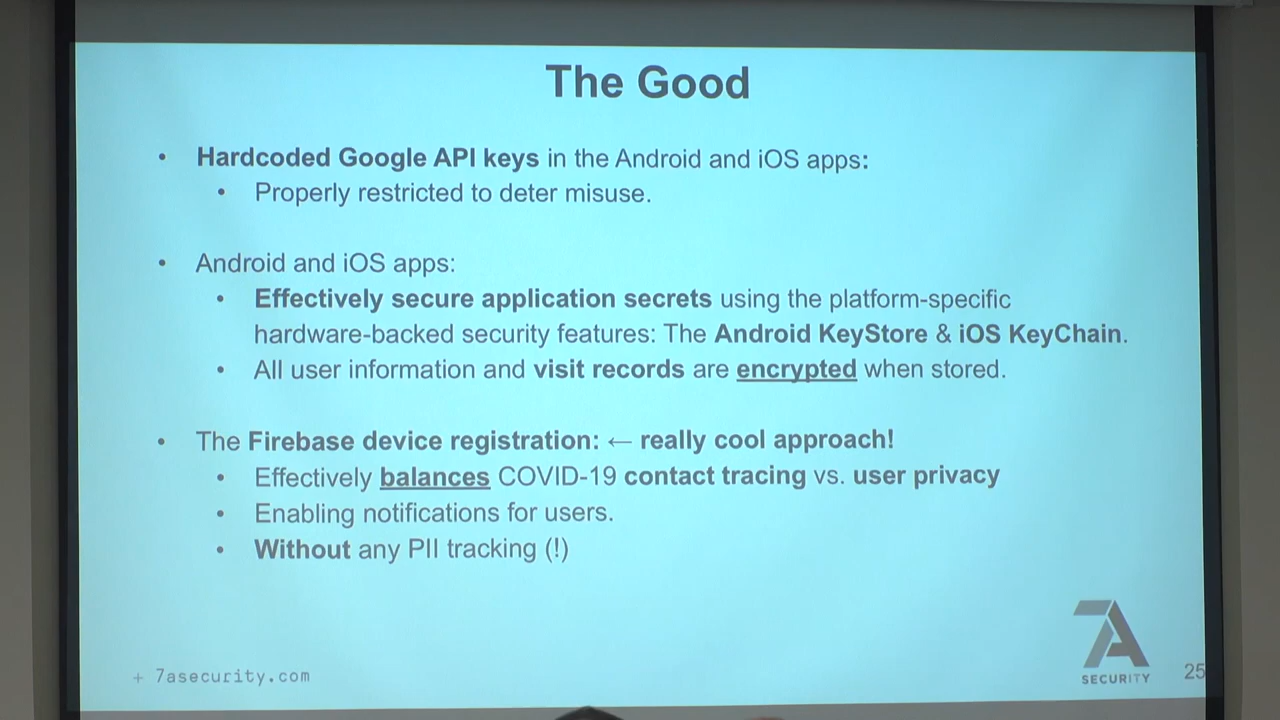 The Good
• Hardcoded Google API keys in the Android and iOS apps:
• Properly restricted to deter misuse.
• Android and iOS apps:
• Effectively secure application secrets using the platform-specific
hardware-backed security features: The Android KeyStore & iOS KeyChain.
• All user information and visit records are encrypted when stored.
• The Firebase device registration: ← really cool approach!
• Effectively balances COVID-19 contact tracing vs. user privacy
• Enabling notifications for users.
• Without any PII tracking (!)
+ 7asecurity.com
7A
SECURITY
25